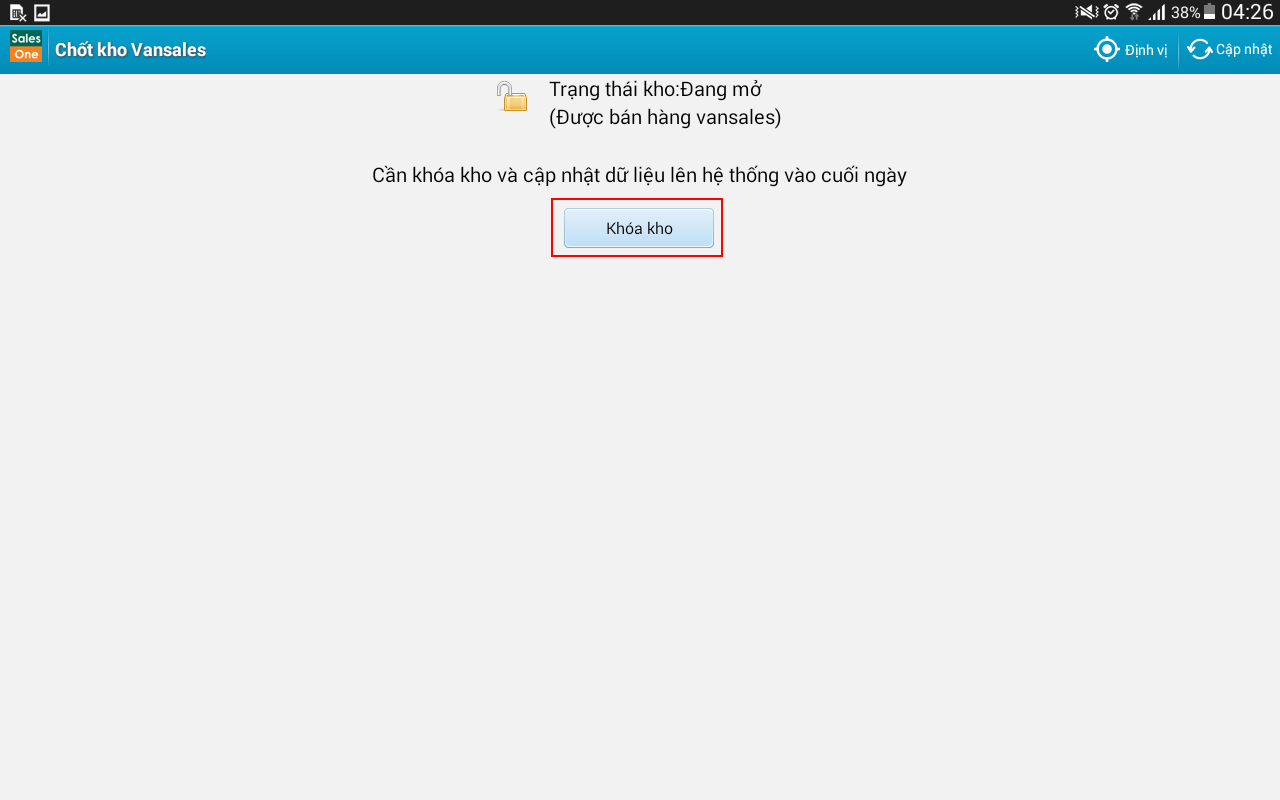 38% 04:26
Sales
One
Chốt kho Vansales
Định vị
Cập nhật
Trạng thái kho:Đang mở
(Được bán hàng vansales)
Cần khóa kho và cập nhật dữ liệu lên hệ thống vào cuối ngày
Khóa kho